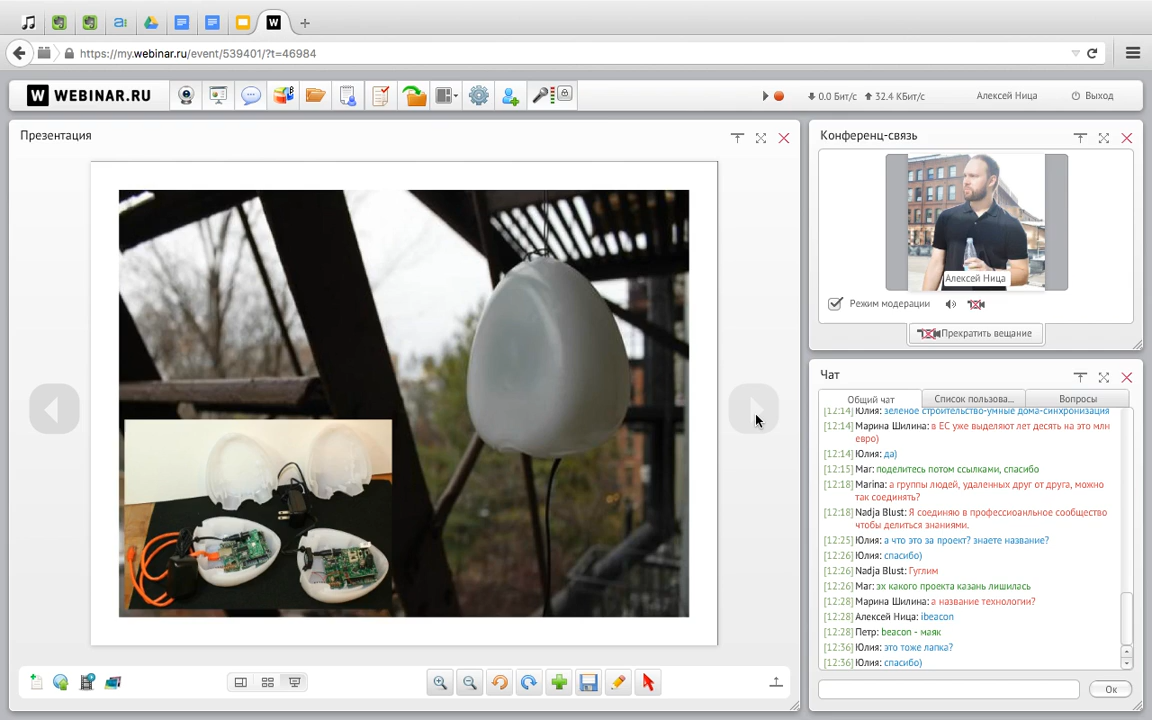 https://my.webinar.ru/event/539401/?t=46984
W WEBINAR.RU
0.0 Бит/с 32.4 КБит/с
Алексей Ница
Выход
Презентация
Конференц-связь
Алексей Ница
Режим модерации
Прекратить вещание
Чат
Общий чат
Список пользова...
Вопросы
[12:14] Юлия: зеленое строительство-умные дома-синхронизация
[12:14] Марина Шилина: в ЕС уже выделяют лет десять на это млн
евро)
[12:14] Юлия: да)
[12:15] Mar: поделитесь потом ссылками, спасибо
[12:18] Marina: а группы людей, удаленных друг от друга, можно
так соединять?
[12:18] Nadja Blust: Я соединяю в профессиоанльное сообщество
чтобы делиться знаниями.
[12:25] Юлия: а что это за проект? знаете название?
[12:26] Юлия: спасибо)
[12:26] Nadja Blust: Гуглим
[12:26] Mar: эх какого проекта казань лишилась
[12:28] Марина Шилина: а название технологии?
[12:28] Алексей Ница: ibeacon
[12:28] Петр: beacon - маяк
[12:36] Юлия: это тоже лапка?
[12:36] Юлия: спасибо)
Ок